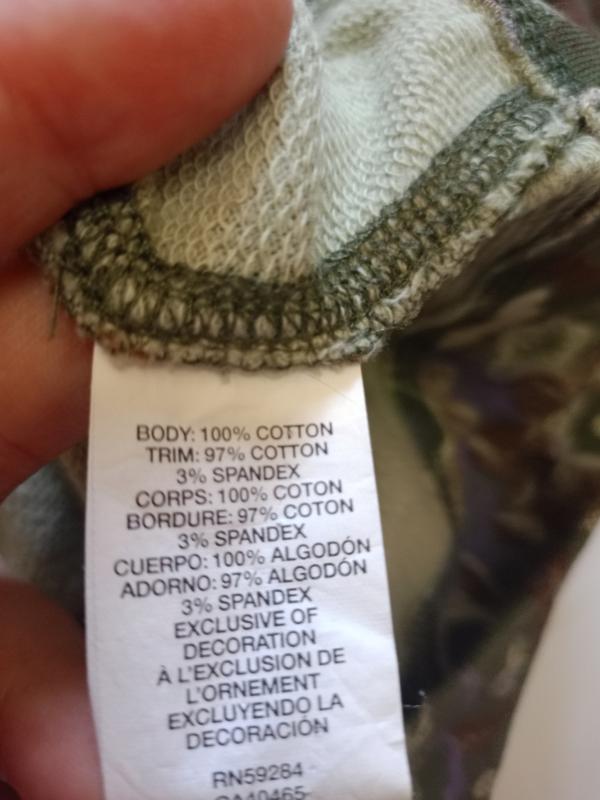 BODY: 100% COTTON
TRIM: 97% COTTON
3% SPANDEX
CORPS: 100% COTON
BORDURE: 97% COTON
3% SPANDEX
CUERPO: 100% ALGODÓN
ADORNO: 97% ALGODÓN
3% SPANDEX
EXCLUSIVE OF
DECORATION
À L'EXCLUSION DE
L'ORNEMENT
EXCLUYENDO LA
DECORACIÓN
RN59284
CA40465